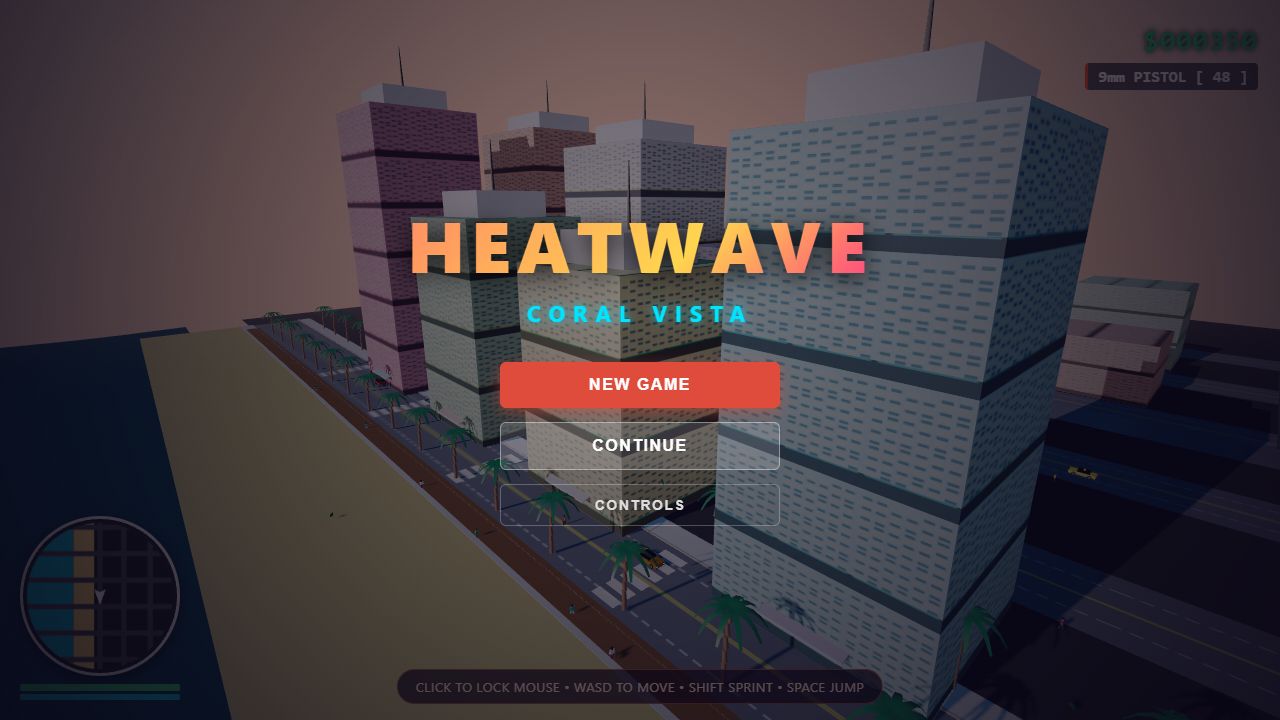 $000350
9mm PISTOL [ 48 ]
HEATWAVE
CORAL VISTA
NEW GAME
CONTINUE
CONTROLS
CLICK TO LOCK MOUSE • WASD TO MOVE • SHIFT SPRINT • SPACE JUMP